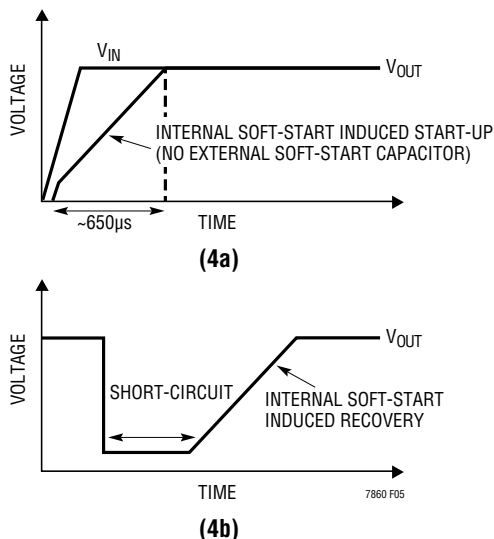 VOLTAGE
VIN
VOUT
INTERNAL SOFT-START INDUCED START-UP
(NO EXTERNAL SOFT-START CAPACITOR)
~650µs
TIME
(4a)
VOLTAGE
VOUT
SHORT-CIRCUIT
INTERNAL SOFT-START
INDUCED RECOVERY
TIME
7860 F05
(4b)